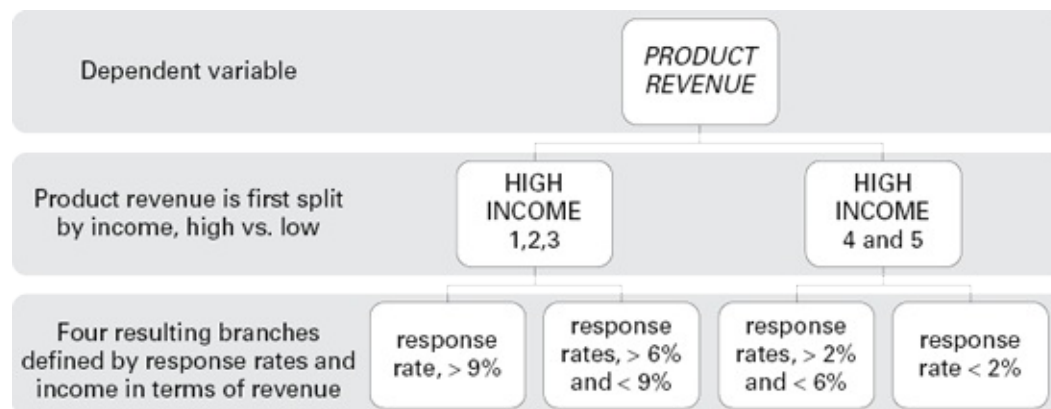 Dependent variable
PRODUCT
REVENUE
Product revenue is first split
by income, high vs. low
HIGH
INCOME
1,2,3
HIGH
INCOME
4 and 5
Four resulting branches
defined by response rates and
income in terms of revenue
response
rate, > 9%
response
rates, > 6%
and < 9%
response
rates, > 2%
and < 6%
response
rate < 2%